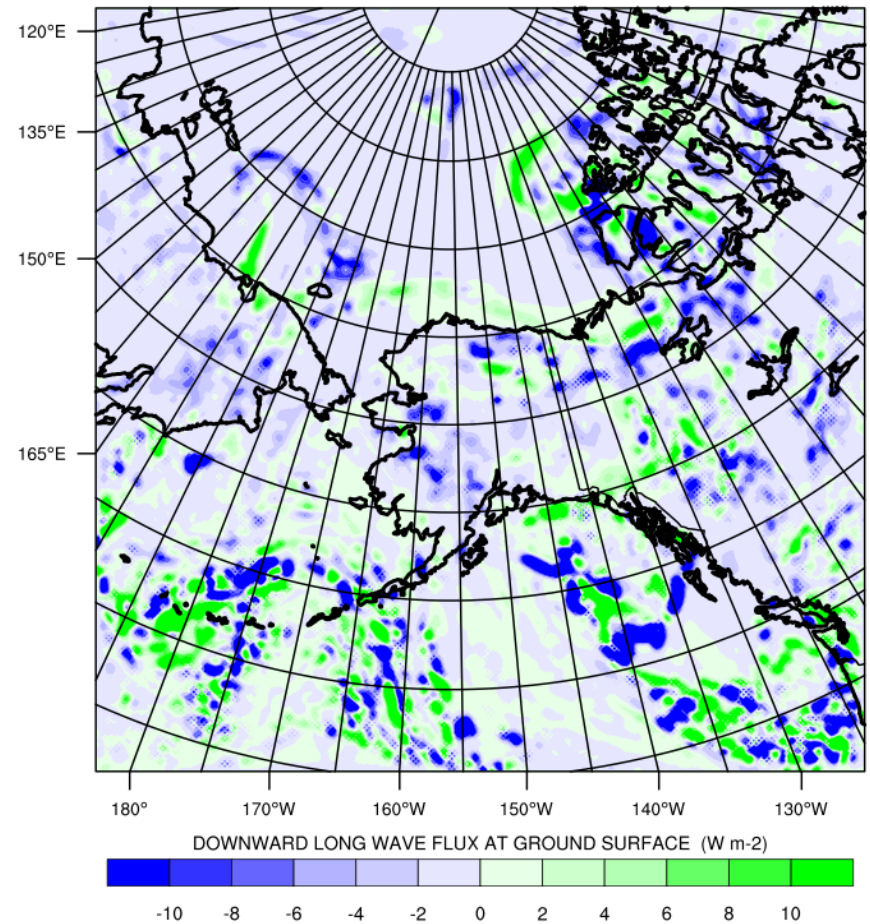 120°E
135°E
150°E
165°E
180° 170°W 160°W 150°W 140°W 130°W
DOWNWARD LONG WAVE FLUX AT GROUND SURFACE (W m-2)
-10 -8 -6 -4 -2 0 2 4 6 8 10